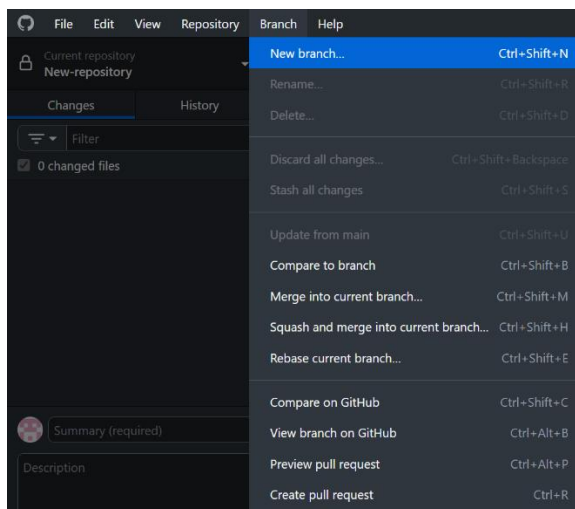 File Edit View Repository Branch Help
Current repository
New-repository
Changes History
Filter
0 changed files
Summary (required)
Description
New branch... Ctrl+Shift+N
Rename... Ctrl+Shift+R
Delete... Ctrl+Shift+D
Discard all changes... Ctrl+Shift+Backspace
Stash all changes Ctrl+Shift+S
Update from main Ctrl+Shift+U
Compare to branch Ctrl+Shift+B
Merge into current branch... Ctrl+Shift+M
Squash and merge into current branch... Ctrl+Shift+H
Rebase current branch... Ctrl+Shift+E
Compare on GitHub Ctrl+Shift+C
View branch on GitHub Ctrl+Alt+B
Preview pull request Ctrl+Alt+P
Create pull request Ctrl+R